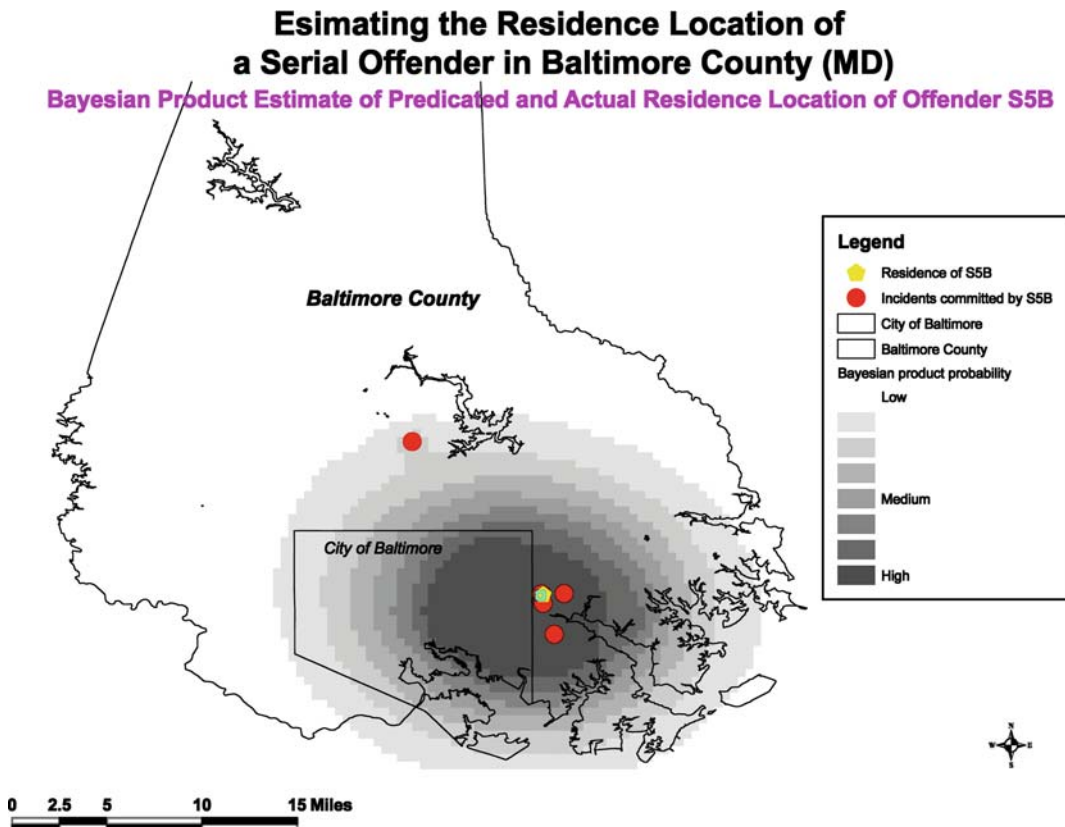 Esimating the Residence Location of
a Serial Offender in Baltimore County (MD)
Bayesian Product Estimate of Predicated and Actual Residence Location of Offender S5B
Baltimore County
City of Baltimore
Legend
Residence of S5B
Incidents committed by S5B
City of Baltimore
Baltimore County
Bayesian product probability
Low
Medium
High
N
W E
S
0 2.5 5 10 15 Miles